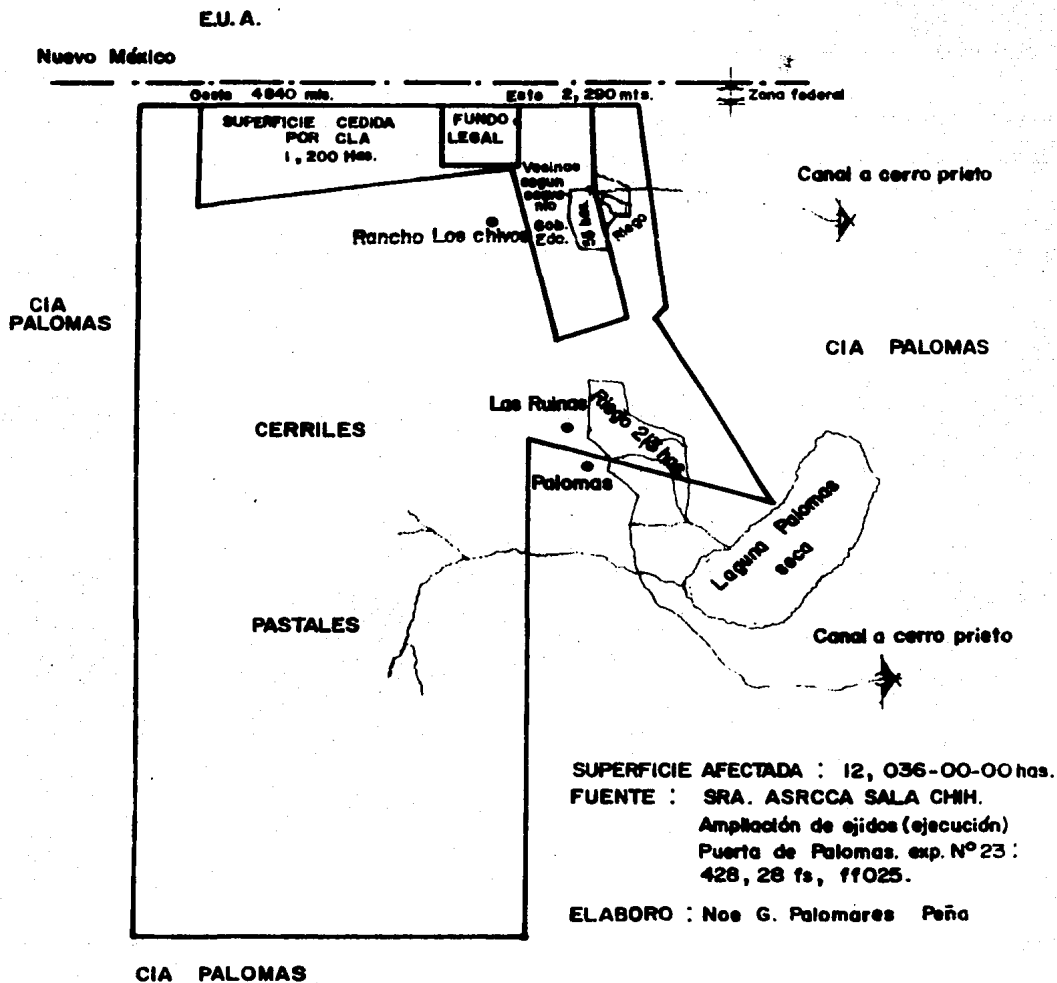 E.U.A.
Nuevo México
Oeste 4840 mts.
Este 2,290 mts.
Zona federal
SUPERFICIE CEDIDA
POR CLA
1,200 Has.
FUNDO
LEGAL
Vecinos
segun
Gob.
Edo.
has.
Riego
Canal a cerro prieto
Rancho Los chivos
CIA
PALOMAS
CIA PALOMAS
Las Ruinas
Riego 2/3 has
CERRILES
Palomas
Laguna Palomas
seca
PASTALES
Canal a cerro prieto
SUPERFICIE AFECTADA : 12,036-00-00 has.
FUENTE : SRA. ASRCCA SALA CHIH.
Ampliación de ejidos (ejecución)
Puerta de Palomas. exp. Nº 23 :
428, 28 fs, ff025.
ELABORO : Noe G. Palomares Peña
CIA PALOMAS